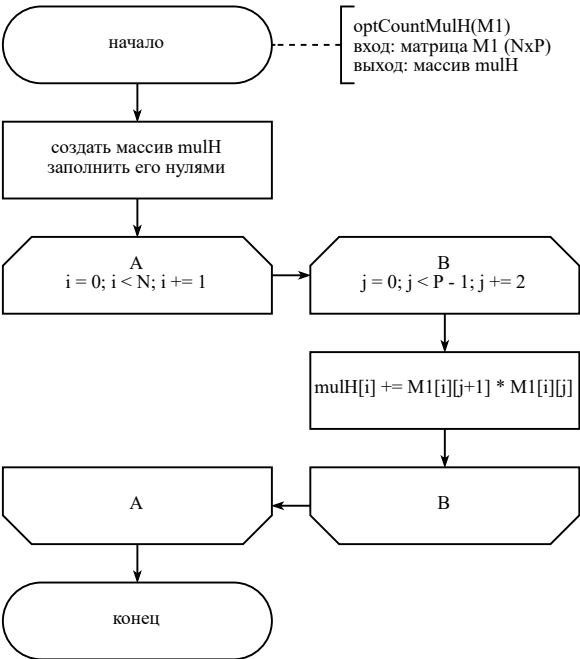 начало
optCountMulH(M1)
вход: матрица M1 (NxP)
выход: массив mulH
создать массив mulH
заполнить его нулями
A
i = 0; i < N; i += 1
B
j = 0; j < P - 1; j += 2
mulH[i] += M1[i][j+1] * M1[i][j]
A
B
конец